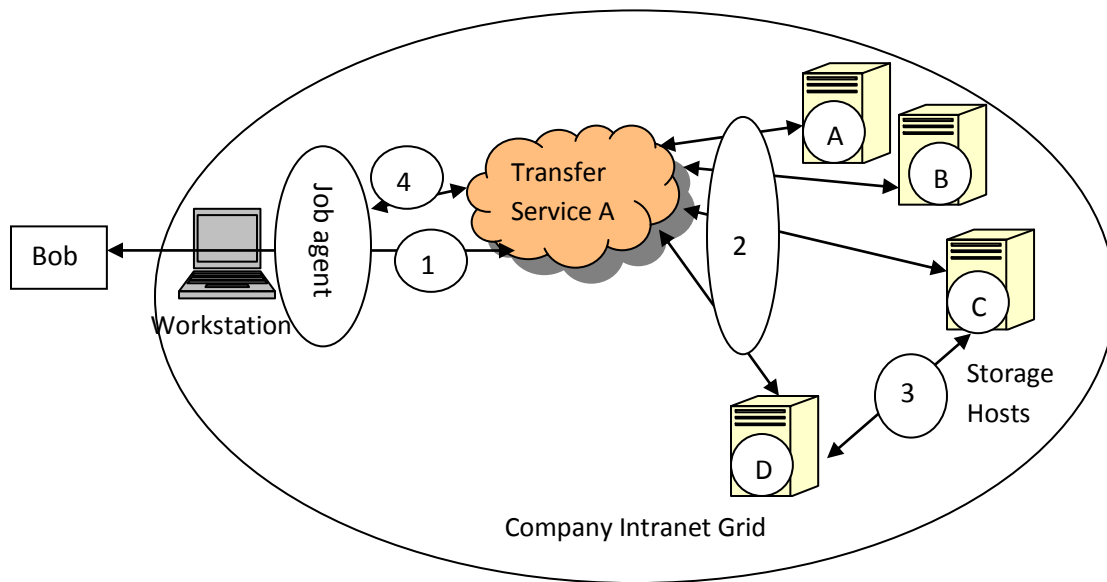 A
B
Transfer
Service A
4
Job agent
Bob
1
2
C
Workstation
Storage
Hosts
3
D
Company Intranet Grid